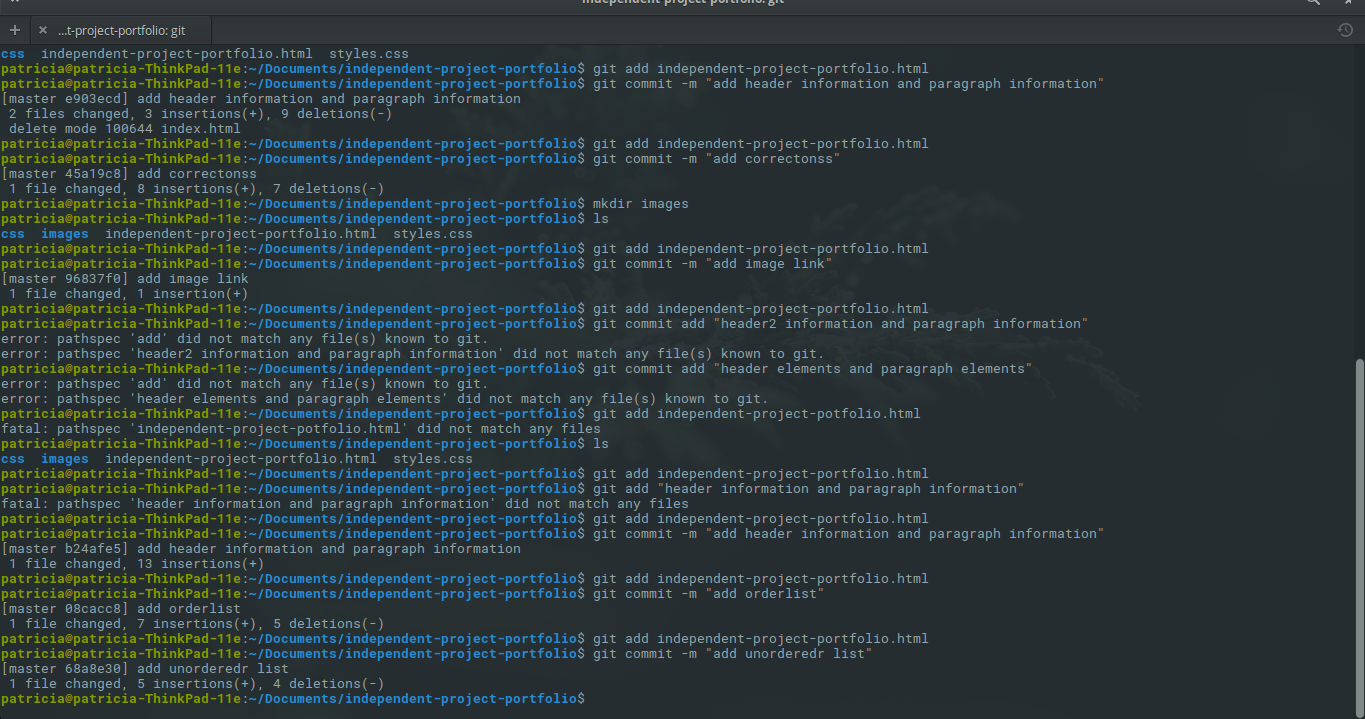 independent-project-portfolio: git
+ × ...t-project-portfolio: git
css  independent-project-portfolio.html  styles.css
patricia@patricia-ThinkPad-11e:~/Documents/independent-project-portfolio$ git add independent-project-portfolio.html
patricia@patricia-ThinkPad-11e:~/Documents/independent-project-portfolio$ git commit -m "add header information and paragraph information"
[master e903ecd] add header information and paragraph information
 2 files changed, 3 insertions(+), 9 deletions(-)
 delete mode 100644 index.html
patricia@patricia-ThinkPad-11e:~/Documents/independent-project-portfolio$ git add independent-project-portfolio.html
patricia@patricia-ThinkPad-11e:~/Documents/independent-project-portfolio$ git commit -m "add correctonss"
[master 45a19c8] add correctonss
 1 file changed, 8 insertions(+), 7 deletions(-)
patricia@patricia-ThinkPad-11e:~/Documents/independent-project-portfolio$ mkdir images
patricia@patricia-ThinkPad-11e:~/Documents/independent-project-portfolio$ ls
css  images  independent-project-portfolio.html  styles.css
patricia@patricia-ThinkPad-11e:~/Documents/independent-project-portfolio$ git add independent-project-portfolio.html
patricia@patricia-ThinkPad-11e:~/Documents/independent-project-portfolio$ git commit -m "add image link"
[master 96837f0] add image link
 1 file changed, 1 insertion(+)
patricia@patricia-ThinkPad-11e:~/Documents/independent-project-portfolio$ git add independent-project-portfolio.html
patricia@patricia-ThinkPad-11e:~/Documents/independent-project-portfolio$ git commit add "header2 information and paragraph information"
error: pathspec 'add' did not match any file(s) known to git.
error: pathspec 'header2 information and paragraph information' did not match any file(s) known to git.
patricia@patricia-ThinkPad-11e:~/Documents/independent-project-portfolio$ git commit add "header elements and paragraph elements"
error: pathspec 'add' did not match any file(s) known to git.
error: pathspec 'header elements and paragraph elements' did not match any file(s) known to git.
patricia@patricia-ThinkPad-11e:~/Documents/independent-project-portfolio$ git add independent-project-potfolio.html
fatal: pathspec 'independent-project-potfolio.html' did not match any files
patricia@patricia-ThinkPad-11e:~/Documents/independent-project-portfolio$ ls
css  images  independent-project-portfolio.html  styles.css
patricia@patricia-ThinkPad-11e:~/Documents/independent-project-portfolio$ git add independent-project-portfolio.html
patricia@patricia-ThinkPad-11e:~/Documents/independent-project-portfolio$ git add "header information and paragraph information"
fatal: pathspec 'header information and paragraph information' did not match any files
patricia@patricia-ThinkPad-11e:~/Documents/independent-project-portfolio$ git add independent-project-portfolio.html
patricia@patricia-ThinkPad-11e:~/Documents/independent-project-portfolio$ git commit -m "add header information and paragraph information"
[master b24afe5] add header information and paragraph information
 1 file changed, 13 insertions(+)
patricia@patricia-ThinkPad-11e:~/Documents/independent-project-portfolio$ git add independent-project-portfolio.html
patricia@patricia-ThinkPad-11e:~/Documents/independent-project-portfolio$ git commit -m "add orderlist"
[master 08cacc8] add orderlist
 1 file changed, 7 insertions(+), 5 deletions(-)
patricia@patricia-ThinkPad-11e:~/Documents/independent-project-portfolio$ git add independent-project-portfolio.html
patricia@patricia-ThinkPad-11e:~/Documents/independent-project-portfolio$ git commit -m "add unorderedr list"
[master 68a8e30] add unorderedr list
 1 file changed, 5 insertions(+), 4 deletions(-)
patricia@patricia-ThinkPad-11e:~/Documents/independent-project-portfolio$